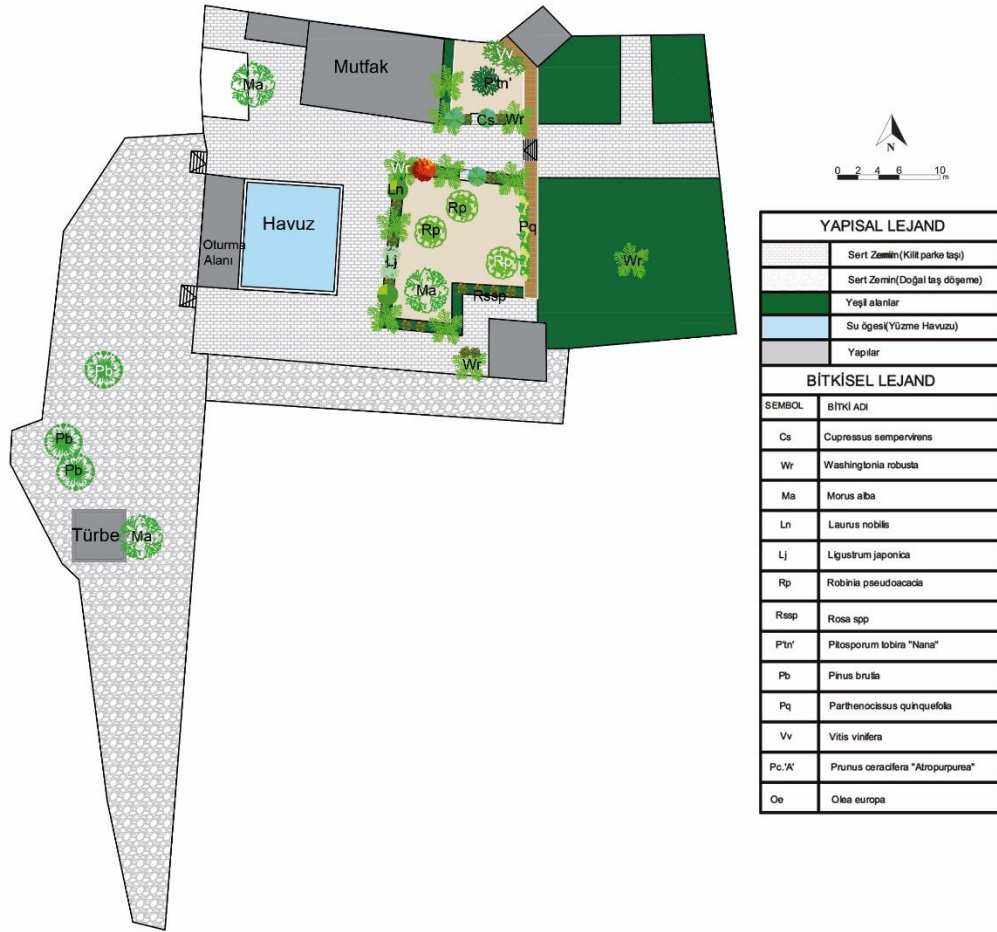 Mutfak
Vv
Ma
P'tn'
Cs
Wr
N
Wr
0 2 4 6 10
m
Ln
Rp
Havuz
Rp
Pq
Oturma
Alanı
Rp
Wr
Lj
Ma
Rssp
Wr
Pb
Pb
Pb
Türbe
Ma
YAPISAL LEJAND
Sert Zemin(Kilit parke taşı)
Sert Zemin(Doğal taş döşeme)
Yeşil alanlar
Su ögesi(Yüzme Havuzu)
Yapılar
BİTKİSEL LEJAND
SEMBOL BİTKİ ADI
Cs Cupressus sempervirens
Wr Washingtonia robusta
Ma Morus alba
Ln Laurus nobilis
Lj Ligustrum japonica
Rp Robinia pseudoacacia
Rssp Rosa spp
P'tn' Pitosporum tobira "Nana"
Pb Pinus brutia
Pq Parthenocissus quinquefolia
Vv Vitis vinifera
Pc.'A' Prunus ceracifera "Atropurpurea"
Oe Olea europa